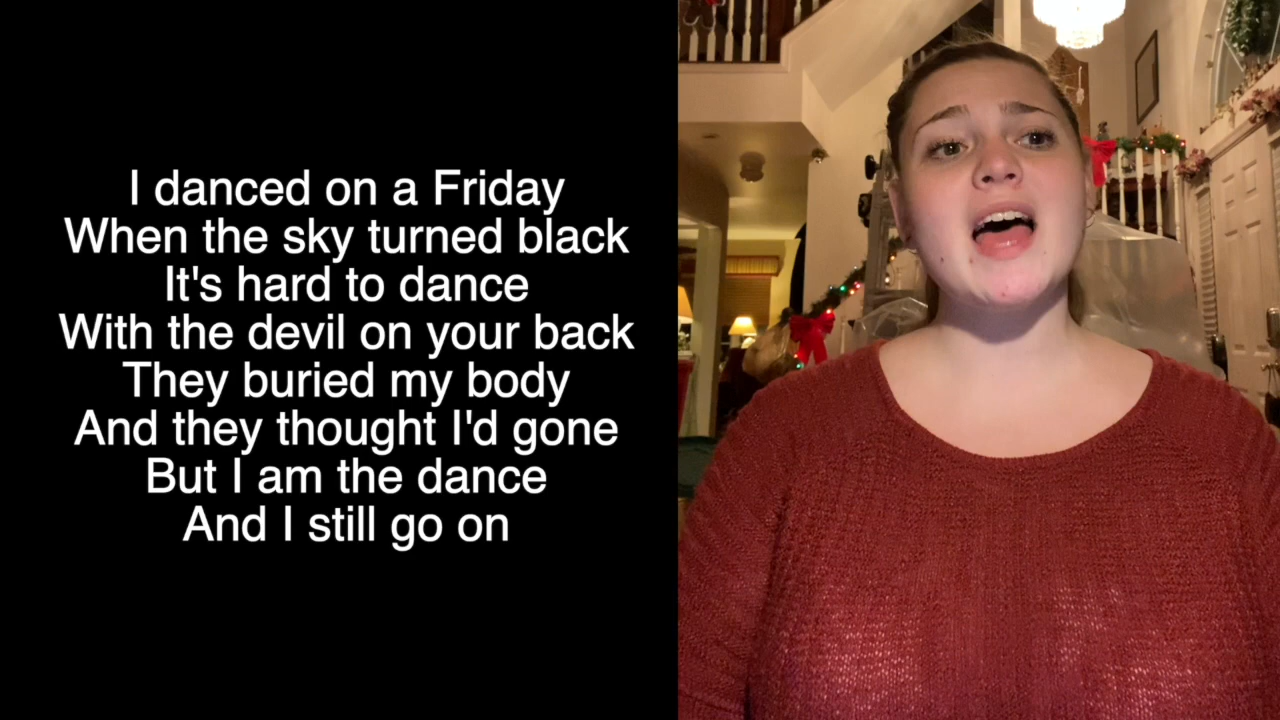 I danced on a Friday
When the sky turned black
It's hard to dance
With the devil on your back
They buried my body
And they thought I'd gone
But I am the dance
And I still go on